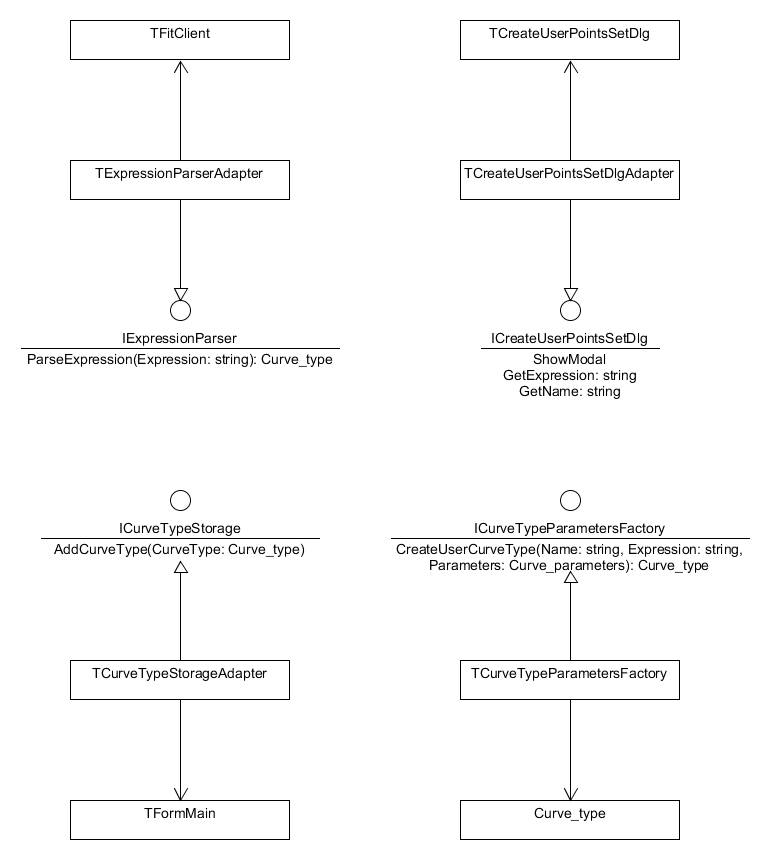 TFitClient
TCreateUserPointsSetDlg
TExpressionParserAdapter
TCreateUserPointsSetDlgAdapter
IExpressionParser
ParseExpression(Expression: string): Curve_type
ICreateUserPointsSetDlg
ShowModal
GetExpression: string
GetName: string
ICurveTypeStorage
AddCurveType(CurveType: Curve_type)
ICurveTypeParametersFactory
CreateUserCurveType(Name: string, Expression: string,
Parameters: Curve_parameters): Curve_type
TCurveTypeStorageAdapter
TCurveTypeParametersFactory
TFormMain
Curve_type